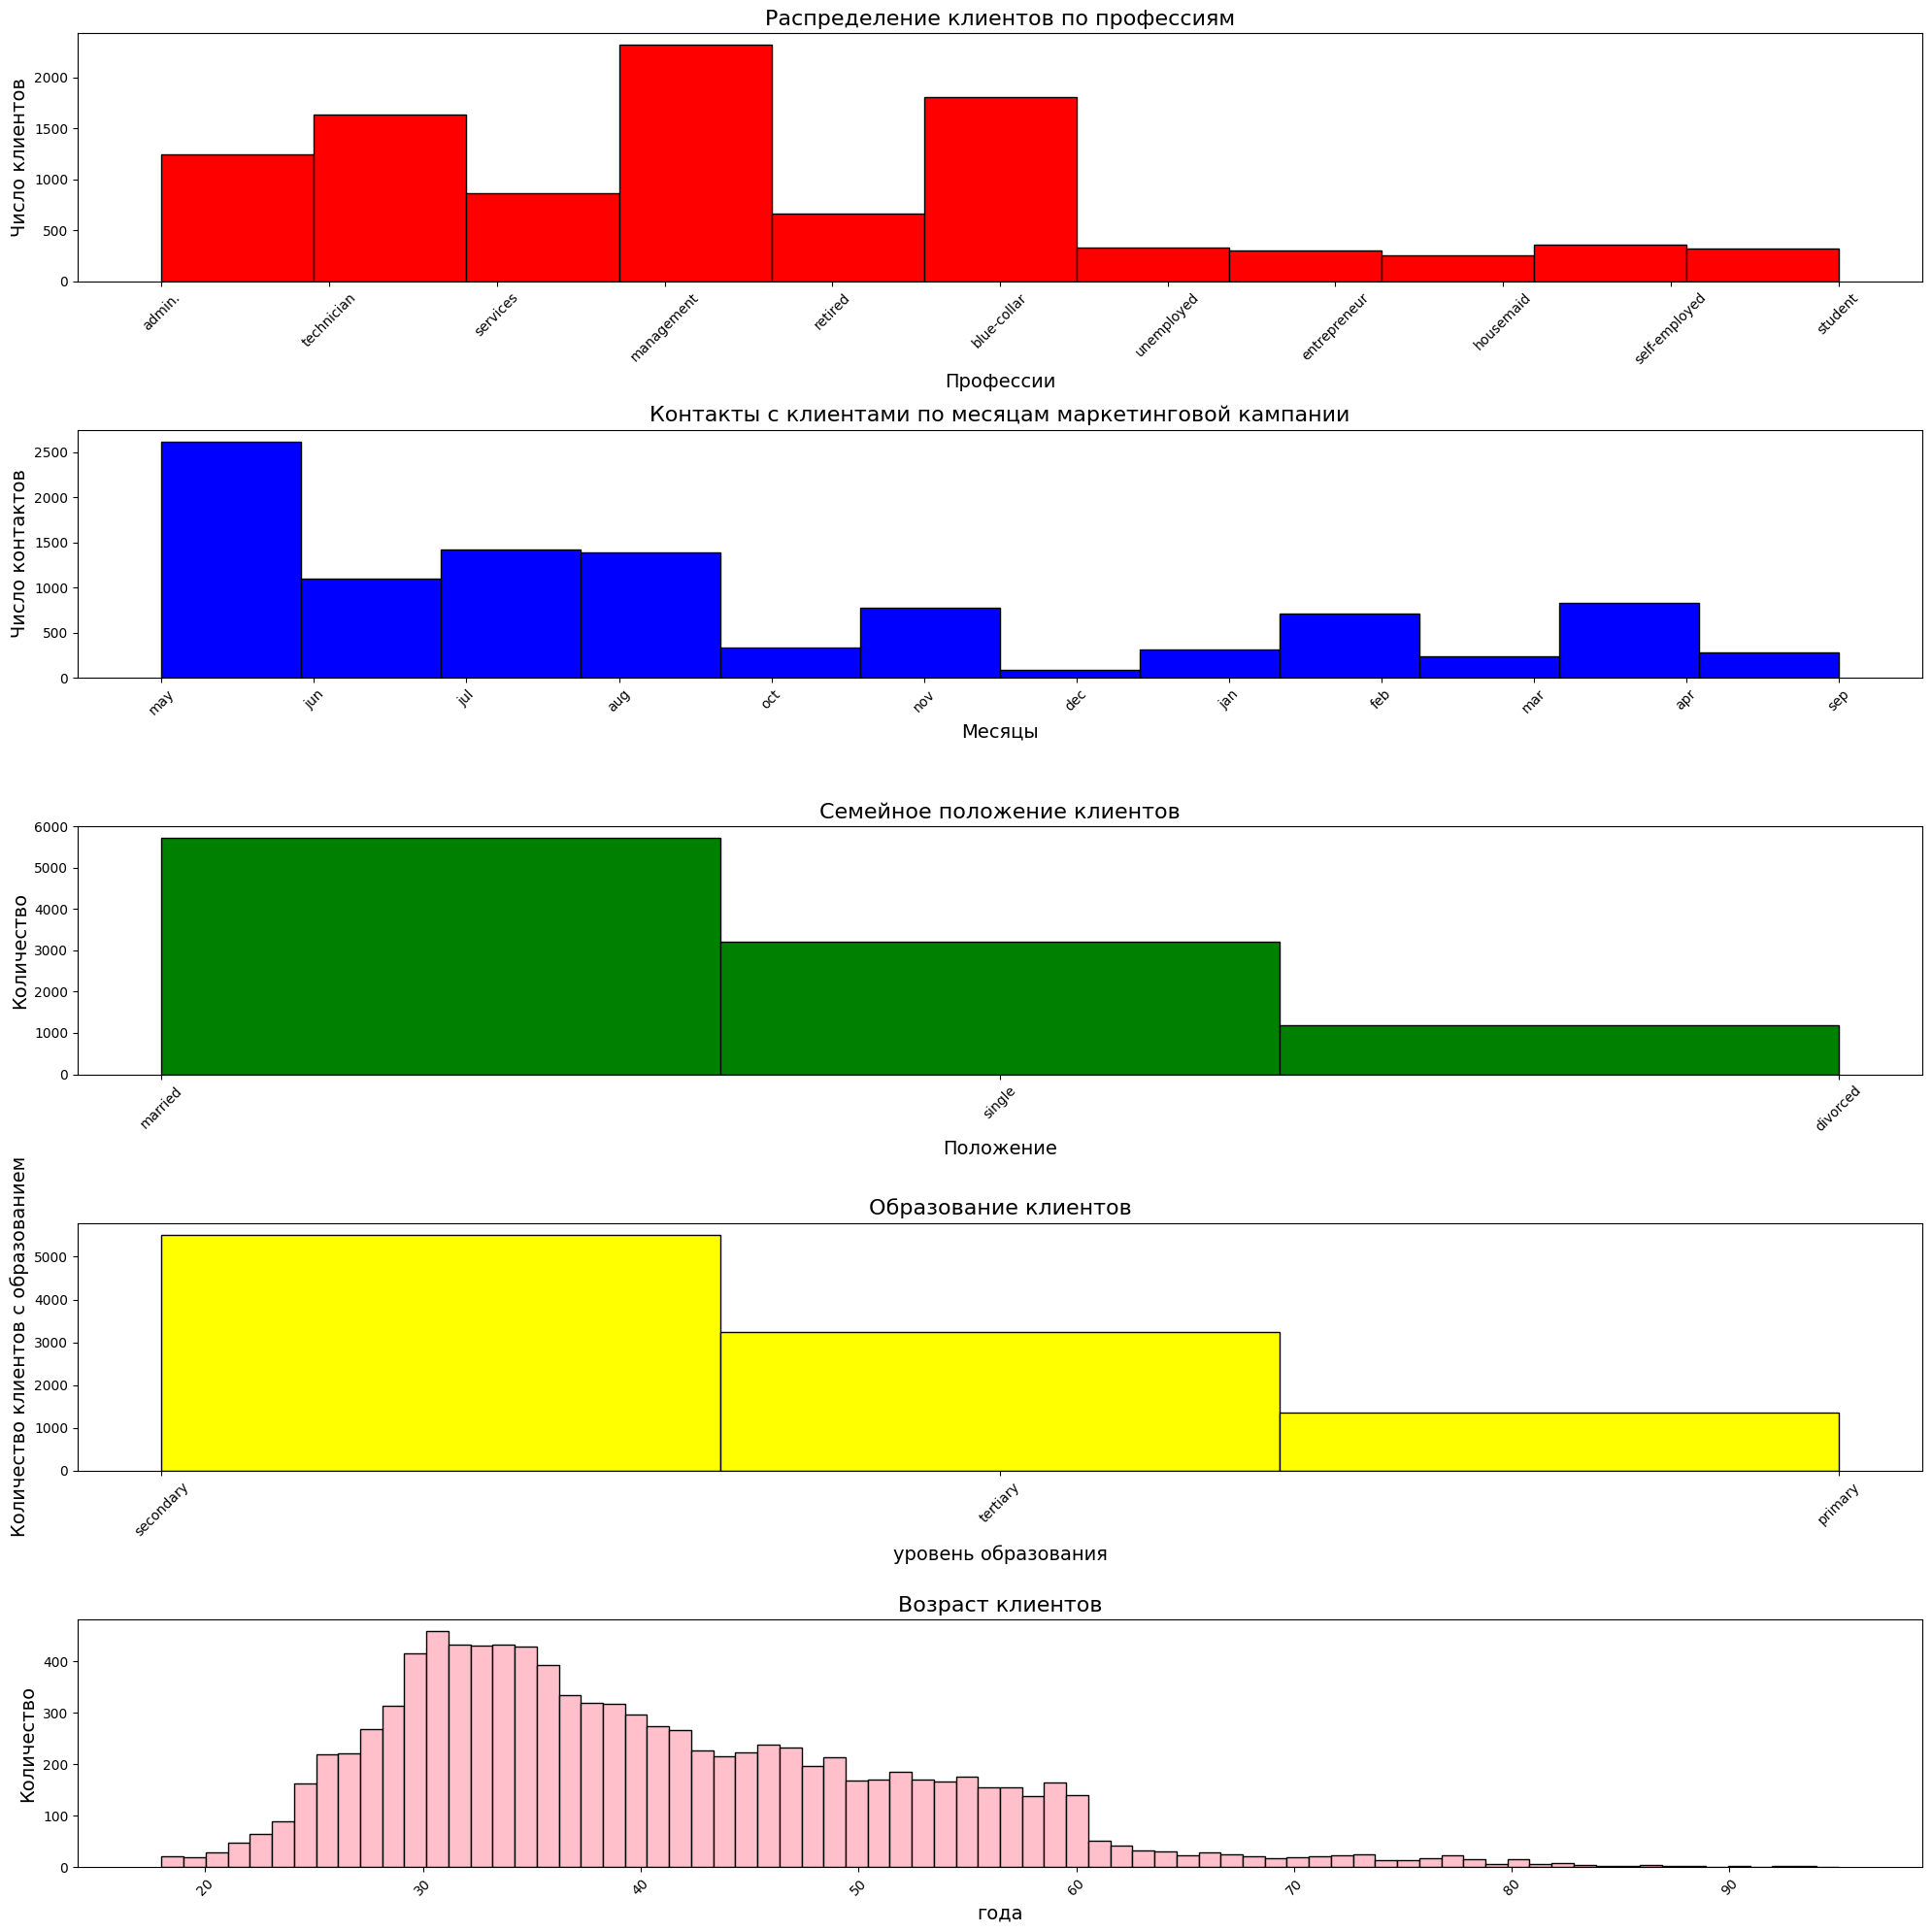 Распределение клиентов по профессиям
Число клиентов
2000
1500
1000
500
0
admin. technician services management retired blue-collar unemployed entrepreneur housemaid self-employed student
Профессии
Контакты с клиентами по месяцам маркетинговой кампании
Число контактов
2500
2000
1500
1000
500
0
may jun jul aug oct nov dec jan feb mar apr sep
Месяцы
Семейное положение клиентов
Количество
6000
5000
4000
3000
2000
1000
0
married single divorced
Положение
Образование клиентов
Количество клиентов с образованием
5000
4000
3000
2000
1000
0
secondary tertiary primary
уровень образования
Возраст клиентов
Количество
400
300
200
100
0
20 30 40 50 60 70 80 90
года